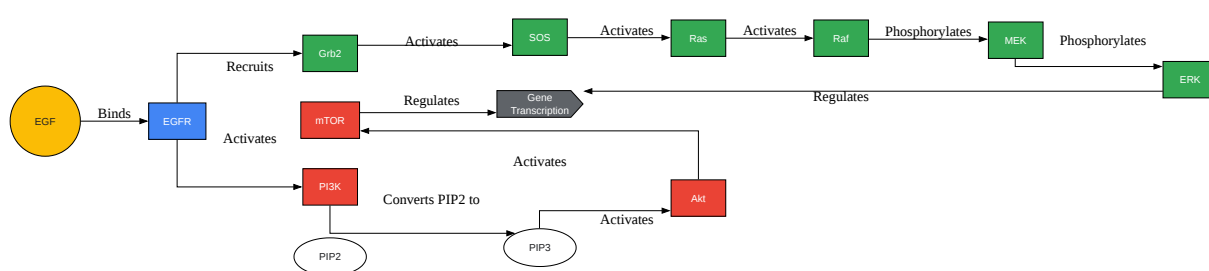 SOS
Activates
Activates
Activates
Ras
Raf
Phosphorylates
MEK
Phosphorylates
Grb2
Recruits
ERK
EGF
Binds
EGFR
mTOR
Regulates
Gene
Transcription
Regulates
Activates
Activates
PI3K
Converts PIP2 to
Akt
Activates
PIP2
PIP3